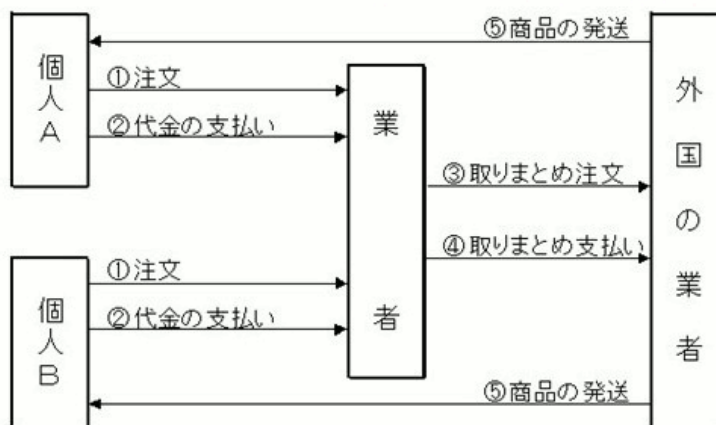 ⑤商品の発送
個人A
①注文
②代金の支払い
業者
外国の業者
③取りまとめ注文
④取りまとめ支払い
個人B
①注文
②代金の支払い
⑤商品の発送